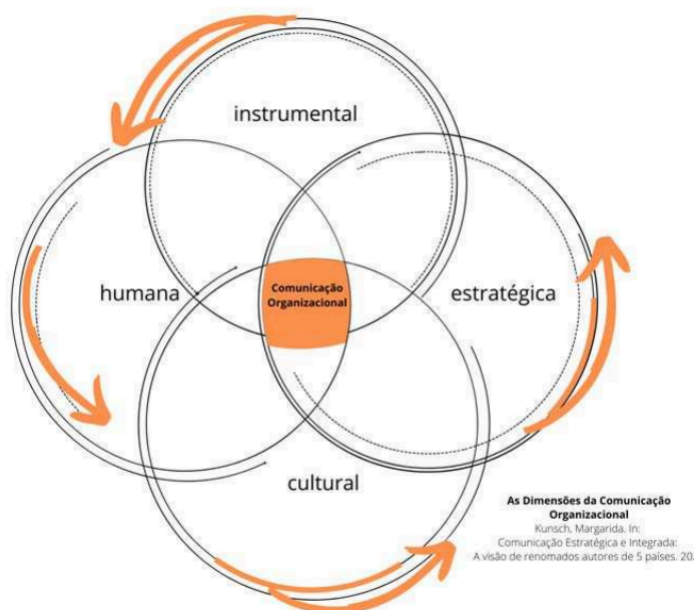 instrumental
humana
Comunicação
Organizacional
estratégica
cultural
As Dimensões da Comunicação
Organizacional
Kunsch, Margarida. In:
Comunicação Estratégica e Integrada:
A visão de renomados autores de 5 países.